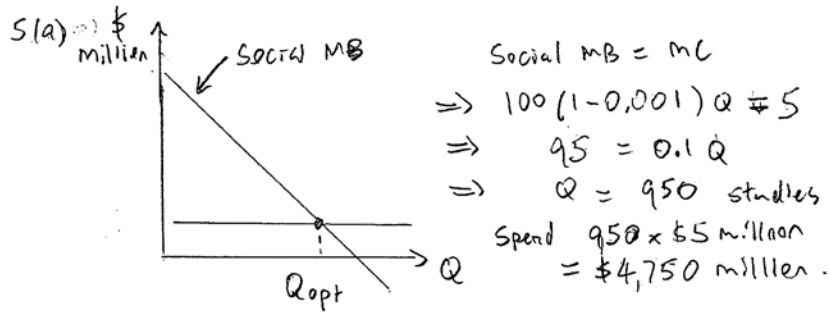 5.(a) $
million
Social MB
Q
Qopt
Social MB = MC
=> 100(1-0.001)Q = 5
=> 95 = 0.1 Q
=> Q = 950 studies
Spend 950 x $5 million
= $4,750 million.